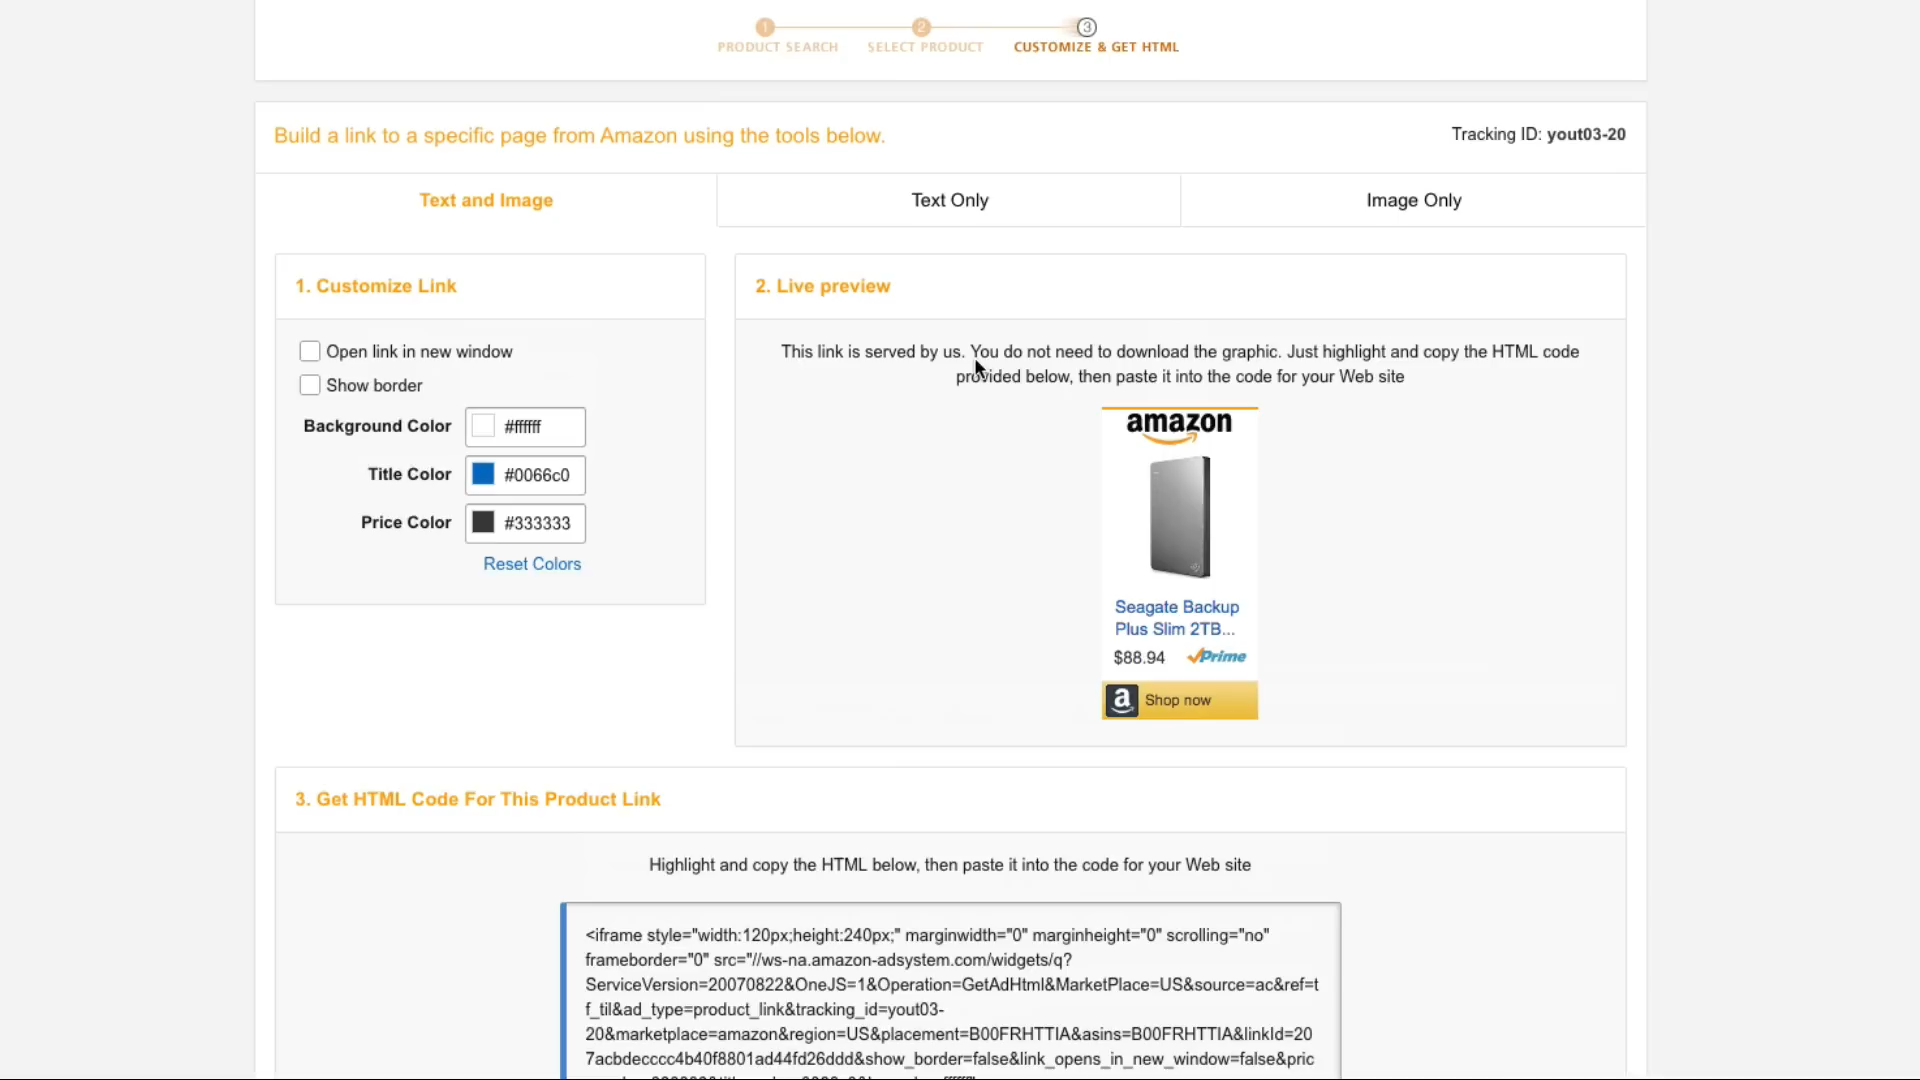 1 2 3
PRODUCT SEARCH SELECT PRODUCT CUSTOMIZE & GET HTML
Build a link to a specific page from Amazon using the tools below.
Tracking ID: yout03-20
Text and Image
Text Only
Image Only
1. Customize Link
Open link in new window
Show border
Background Color #ffffff
Title Color #0066c0
Price Color #333333
Reset Colors
2. Live preview
This link is served by us. You do not need to download the graphic. Just highlight and copy the HTML code
provided below, then paste it into the code for your Web site
amazon
Seagate Backup
Plus Slim 2TB...
$88.94 Prime
a Shop now
3. Get HTML Code For This Product Link
Highlight and copy the HTML below, then paste it into the code for your Web site
<iframe style="width:120px;height:240px;" marginwidth="0" marginheight="0" scrolling="no"
frameborder="0" src="//ws-na.amazon-adsystem.com/widgets/q?
ServiceVersion=20070822&OneJS=1&Operation=GetAdHtml&MarketPlace=US&source=ac&ref=t
f_til&ad_type=product_link&tracking_id=yout03-
20&marketplace=amazon&region=US&placement=B00FRHTTIA&asins=B00FRHTTIA&linkId=20
7acbdecccc4b40f8801ad44fd26ddd&show_border=false&link_opens_in_new_window=false&pric